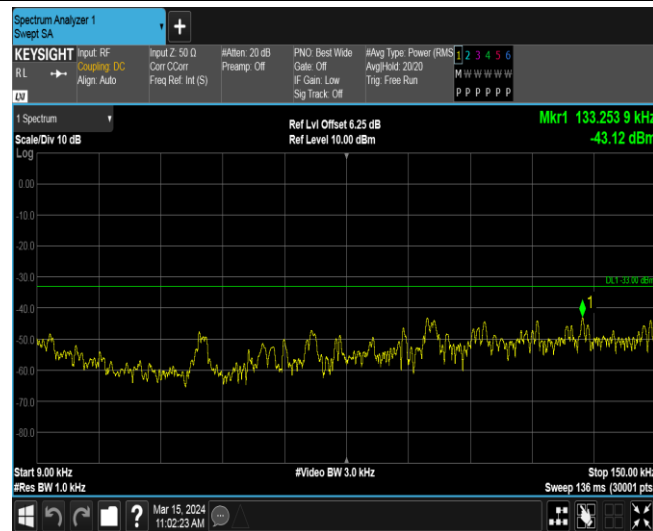 Spectrum Analyzer 1
Swept SA
+
KEYSIGHT
RL
LXI
Input: RF
Coupling: DC
Align: Auto
Input Z: 50 Ω
Corr CCorr
Freq Ref: Int (S)
#Atten: 20 dB
Preamp: Off
PNO: Best Wide
Gate: Off
IF Gain: Low
Sig Track: Off
#Avg Type: Power (RMS
Avg|Hold: 20/20
Trig: Free Run
1 2 3 4 5 6
M W W W W W
P P P P P P
1 Spectrum
Scale/Div 10 dB
Log
Ref Lvl Offset 6.25 dB
Ref Level 10.00 dBm
Mkr1 133.253 9 kHz
-43.12 dBm
0.00
-10.0
-20.0
-30.0
DL1 -33.00 dBm
-40.0
1
-50.0
-60.0
-70.0
-80.0
Start 9.00 kHz
#Video BW 3.0 kHz
Stop 150.00 kHz
#Res BW 1.0 kHz
Sweep 136 ms (30001 pts
?
Mar 15, 2024
11:02:23 AM